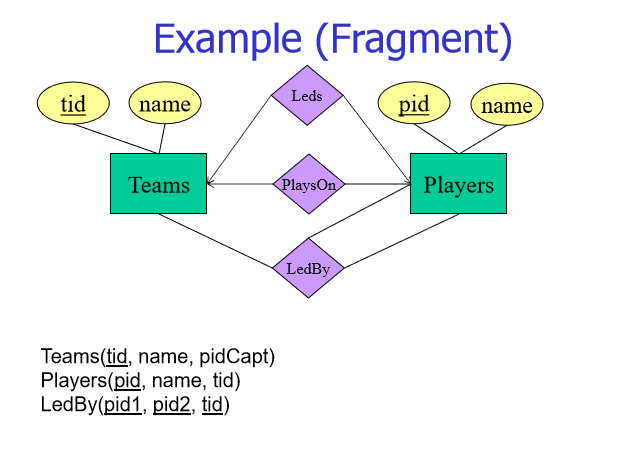 Example (Fragment)
Leds
tid
name
pid
name
Teams
PlaysOn
Players
LedBy
Teams(tid, name, pidCapt)
Players(pid, name, tid)
LedBy(pid1, pid2, tid)